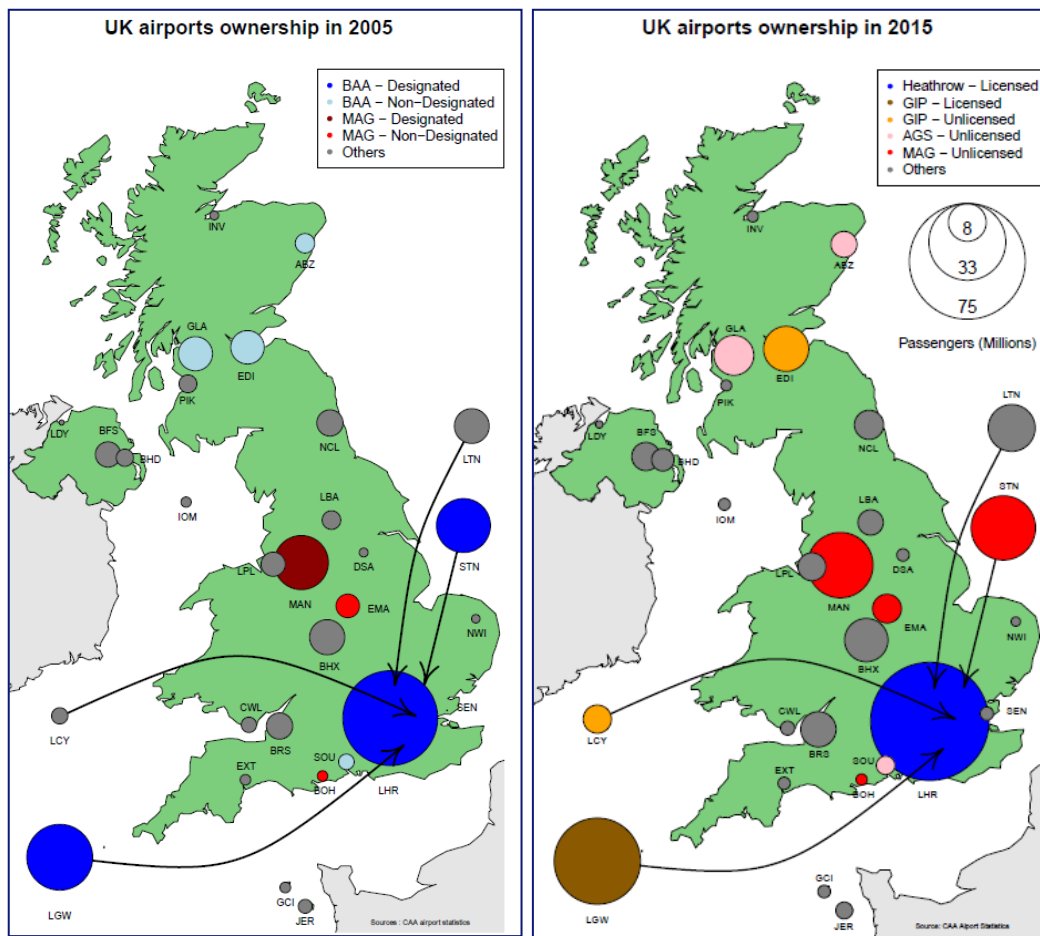 UK airports ownership in 2005
BAA − Designated
BAA − Non−Designated
MAG − Designated
MAG − Non−Designated
Others
INV
ABZ
GLA
EDI
PIK
LDY
BFS
BHD
NCL
LTN
IOM
LBA
STN
LPL
DSA
MAN
EMA
NWI
BHX
LCY
CWL
BRS
SEN
SOU
EXT
BOH
LHR
LGW
GCI
JER
Sources : CAA airport statistics
UK airports ownership in 2015
Heathrow − Licensed
GIP − Licensed
GIP − Unlicensed
AGS − Unlicensed
MAG − Unlicensed
Others
8
33
75
Passengers (Millions)
INV
ABZ
GLA
EDI
PIK
LTN
LDY
BFS
BHD
NCL
STN
IOM
LBA
LPL
DSA
MAN
EMA
NWI
BHX
LCY
CWL
BRS
SEN
SOU
EXT
BOH
LHR
LGW
GCI
JER
Source: CAA Aiport Statistics